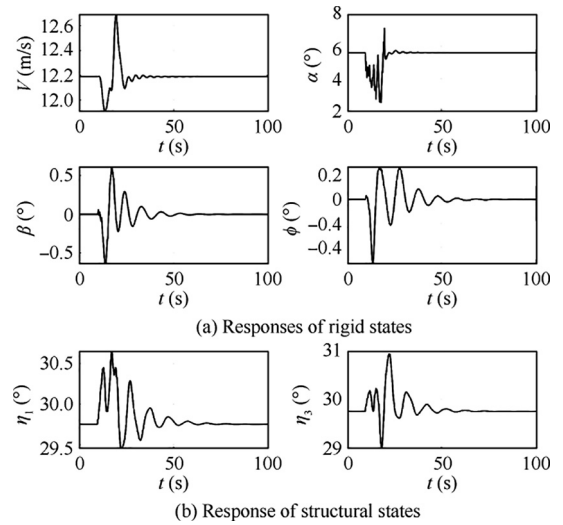 12.6
12.4
12.2
12.0
V (m/s)
0 50 100
t (s)
8
6
4
2
α (°)
0 50 100
t (s)
0.5
0
−0.5
β (°)
0 50 100
t (s)
0.2
0
−0.4
−0.4
ϕ (°)
0 50 100
t (s)
(a) Responses of rigid states
30.5
30.0
29.5
η1 (°)
0 50 100
t (s)
31
30
29
η3 (°)
0 50 100
t (s)
(b) Response of structural states